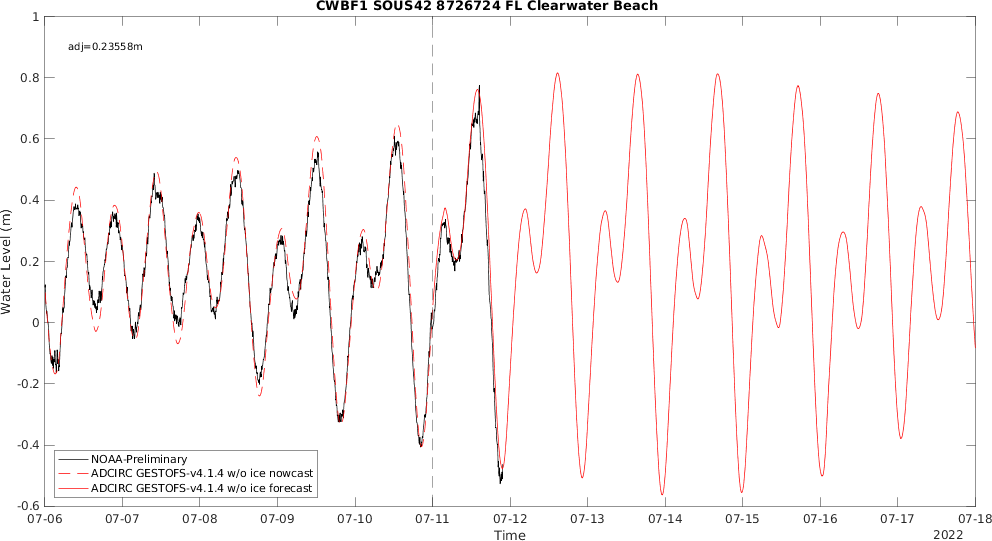 CWBF1 SOUS42 8726724 FL Clearwater Beach
adj=0.23558m
1
0.8
0.6
0.4
0.2
0
-0.2
-0.4
-0.6
Water Level (m)
NOAA-Preliminary
ADCIRC GESTOFS-v4.1.4 w/o ice nowcast
ADCIRC GESTOFS-v4.1.4 w/o ice forecast
07-06 07-07 07-08 07-09 07-10 07-11 07-12 07-13 07-14 07-15 07-16 07-17 07-18
Time
2022